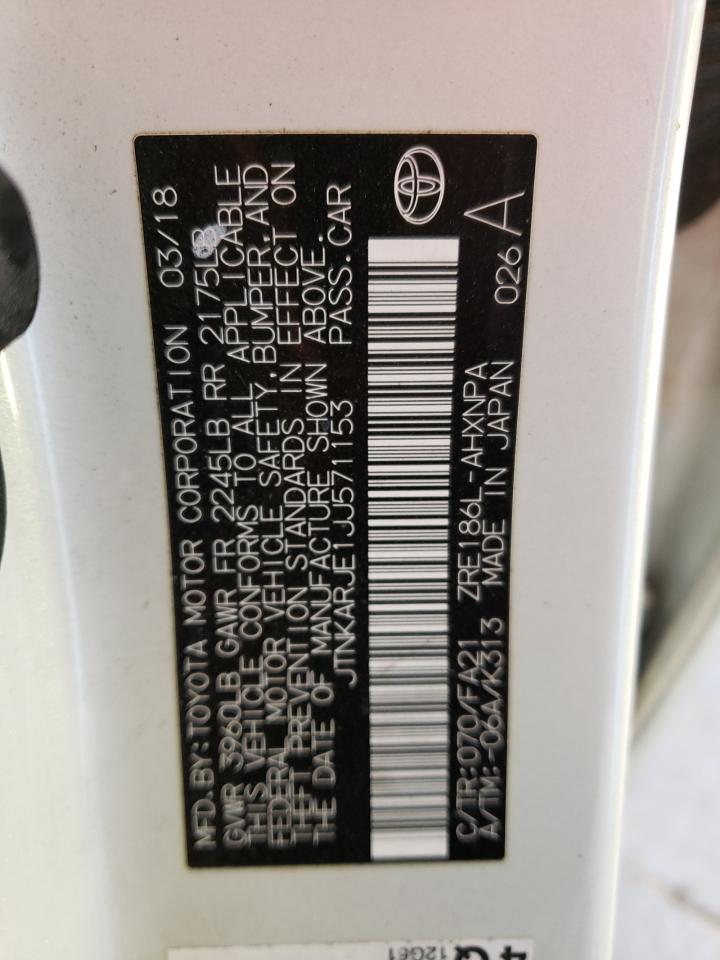 MFD.BY:TOYOTA MOTOR CORPORATION 03/18
GVWR 3960LB GAWR FR 2245LB RR 2175LB
THIS VEHICLE CONFORMS TO ALL APPLICABLE
FEDERAL MOTOR VEHICLE SAFETY,BUMPER,AND
THEFT PREVENTION STANDARDS IN EFFECT ON
THE DATE OF MANUFACTURE SHOWN ABOVE.
JTNKARJE1JJ571153 PASS.CAR
C/TR:070/FA21 ZRE186L-AHXNPA 026 A
A/TM:-06A/K313 MADE IN JAPAN
12G61